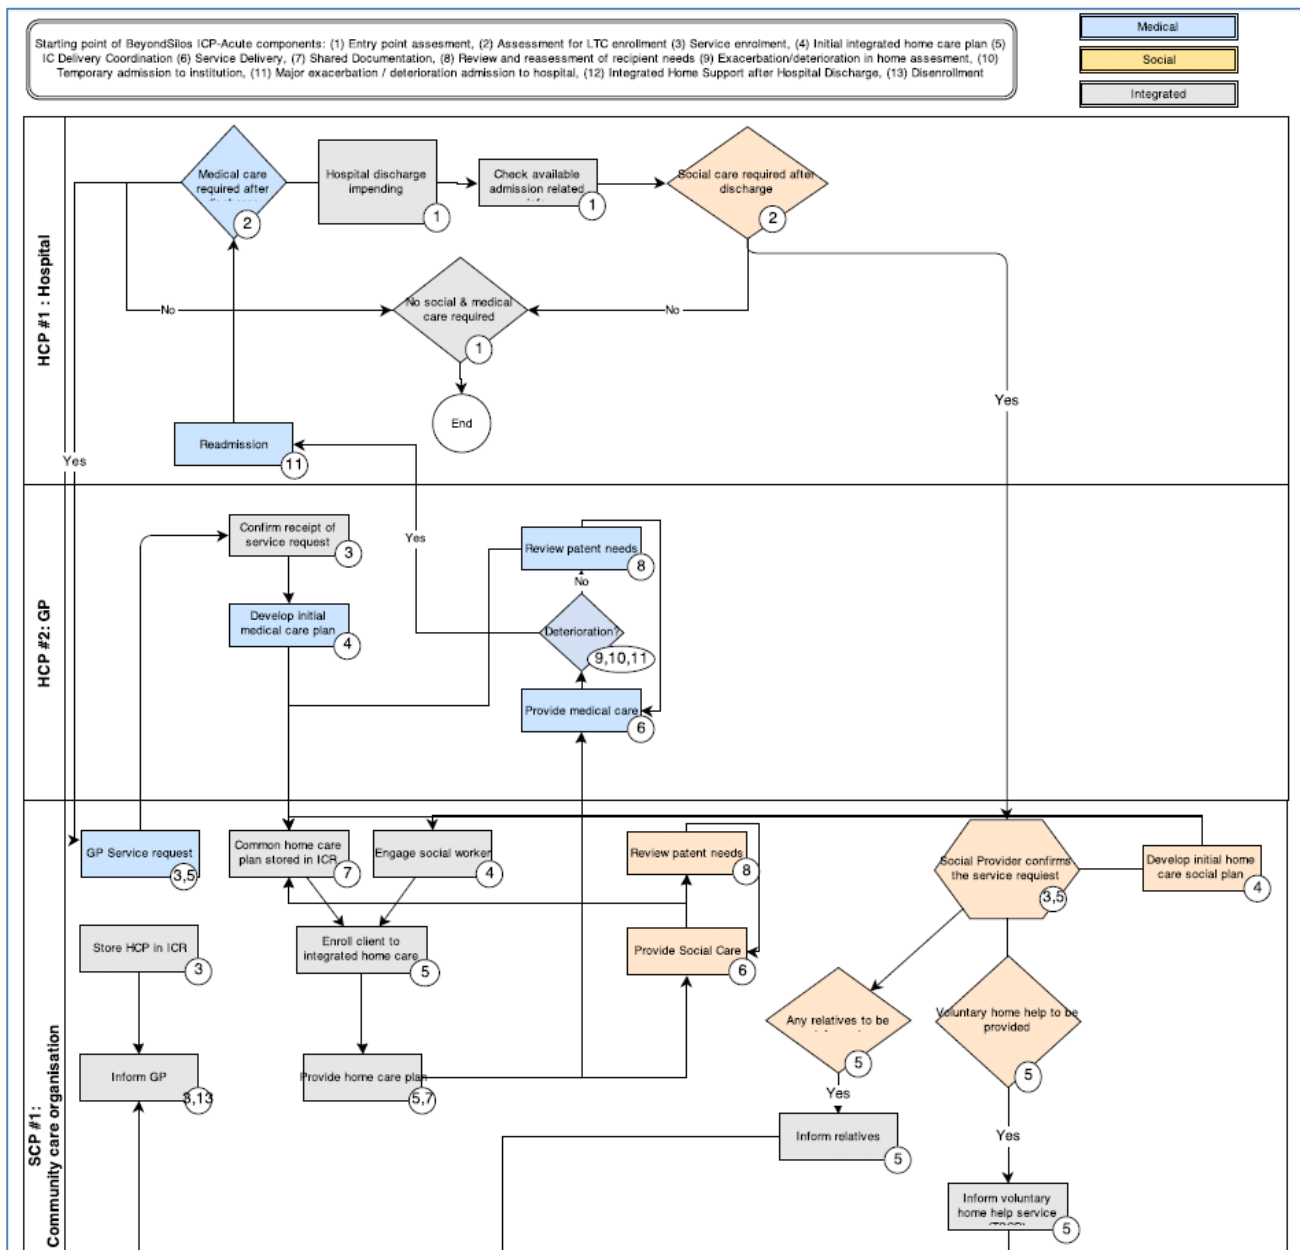 Starting point of BeyondSilos ICP-Acute components: (1) Entry point assesment, (2) Assessment for LTC enrollment (3) Service enrolment, (4) Initial integrated home care plan (5)
IC Delivery Coordination (6) Service Delivery, (7) Shared Documentation, (8) Review and reassesment of recipient needs (9) Exacerbation/deterioration in home assesment, (10)
Temporary admission to institution, (11) Major exacerbation / deterioration admission to hospital, (12) Integrated Home Support after Hospital Discharge, (13) Disenrollment
Medical
Social
Integrated
HCP #1 : Hospital
Medical care
required after
2
Hospital discharge
impending
1
Check available
admission related
1
Social care required after
discharge
2
No
No social & medical
care required
1
No
End
Yes
Readmission
11
Yes
HCP #2: GP
Confirm receipt of
service request
3
Yes
Develop initial
medical care plan
4
Review patent needs
8
No
Deterioration?
9,10,11
Provide medical care
6
SCP #1:
Community care organisation
GP Service request
3,5
Common home care
plan stored in ICR
7
Engage social worker
4
Review patent needs
8
Social Provider confirms
the service requiest
3,5
Develop initial home
care social plan
4
Store HCP in ICR
3
Enroll client to
integrated home care
5
Provide Social Care
6
Any relatives to be
5
Voluntary home help to be
provided
5
Inform GP
3,13
Provide home care plan
5,7
Yes
Inform relatives
5
Yes
Inform voluntary
home help service
5